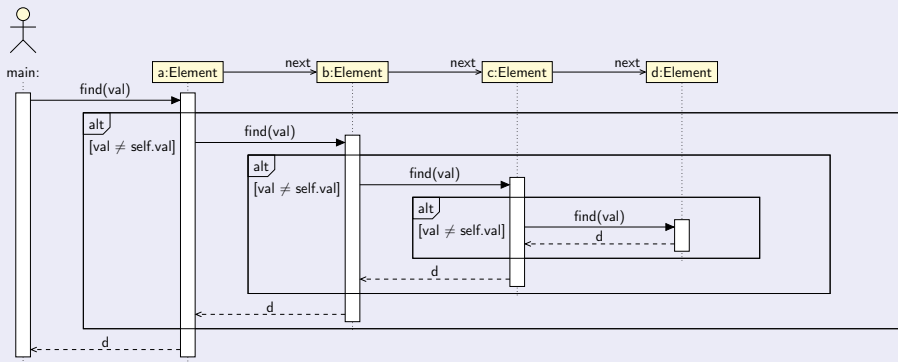 main:
a:Element
next
b:Element
next
c:Element
next
d:Element
find(val)
alt
[val ≠ self.val]
find(val)
alt
[val ≠ self.val]
find(val)
alt
[val ≠ self.val]
find(val)
d
d
d
d